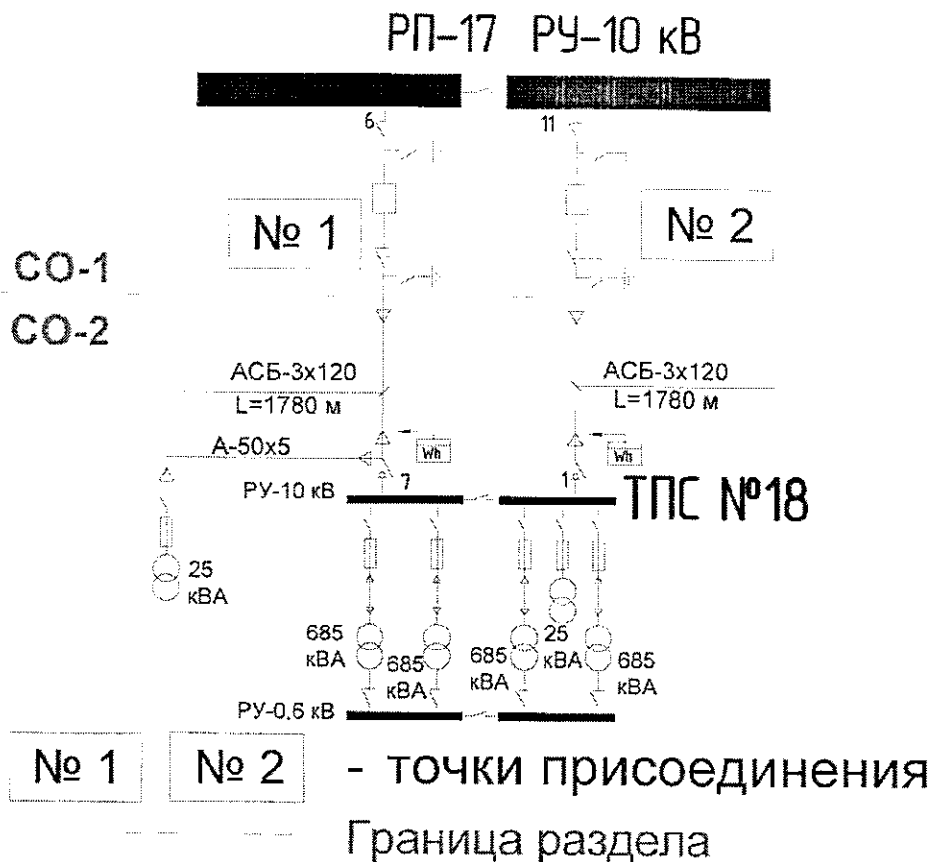 РП-17 РУ-10 кВ
6
11
№ 1
№ 2
СО-1
СО-2
АСБ-3х120
L=1780 м
АСБ-3х120
L=1780 м
А-50х5
Wh
Wh
РУ-10 кВ
7
1
ТПС №18
25
кВА
685
кВА
685
кВА
685
кВА
25
кВА
685
кВА
РУ-0.6 кВ
№ 1
№ 2
- точки присоединения
Граница раздела